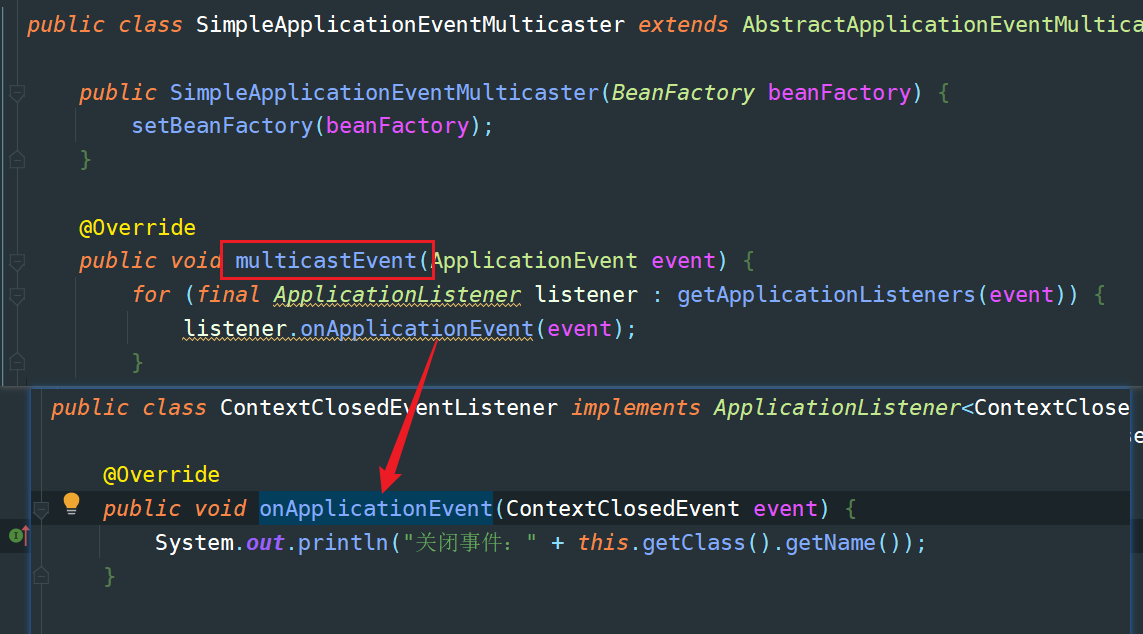 public class SimpleApplicationEventMulticaster extends AbstractApplicationEventMultica
public SimpleApplicationEventMulticaster(BeanFactory beanFactory) {
setBeanFactory(beanFactory);
}
@Override
public void multicastEvent(ApplicationEvent event) {
for (final ApplicationListener listener : getApplicationListeners(event)) {
listener.onApplicationEvent(event);
}
public class ContextClosedEventListener implements ApplicationListener<ContextClose
@Override
public void onApplicationEvent(ContextClosedEvent event) {
System.out.println("关闭事件：" + this.getClass().getName());
}